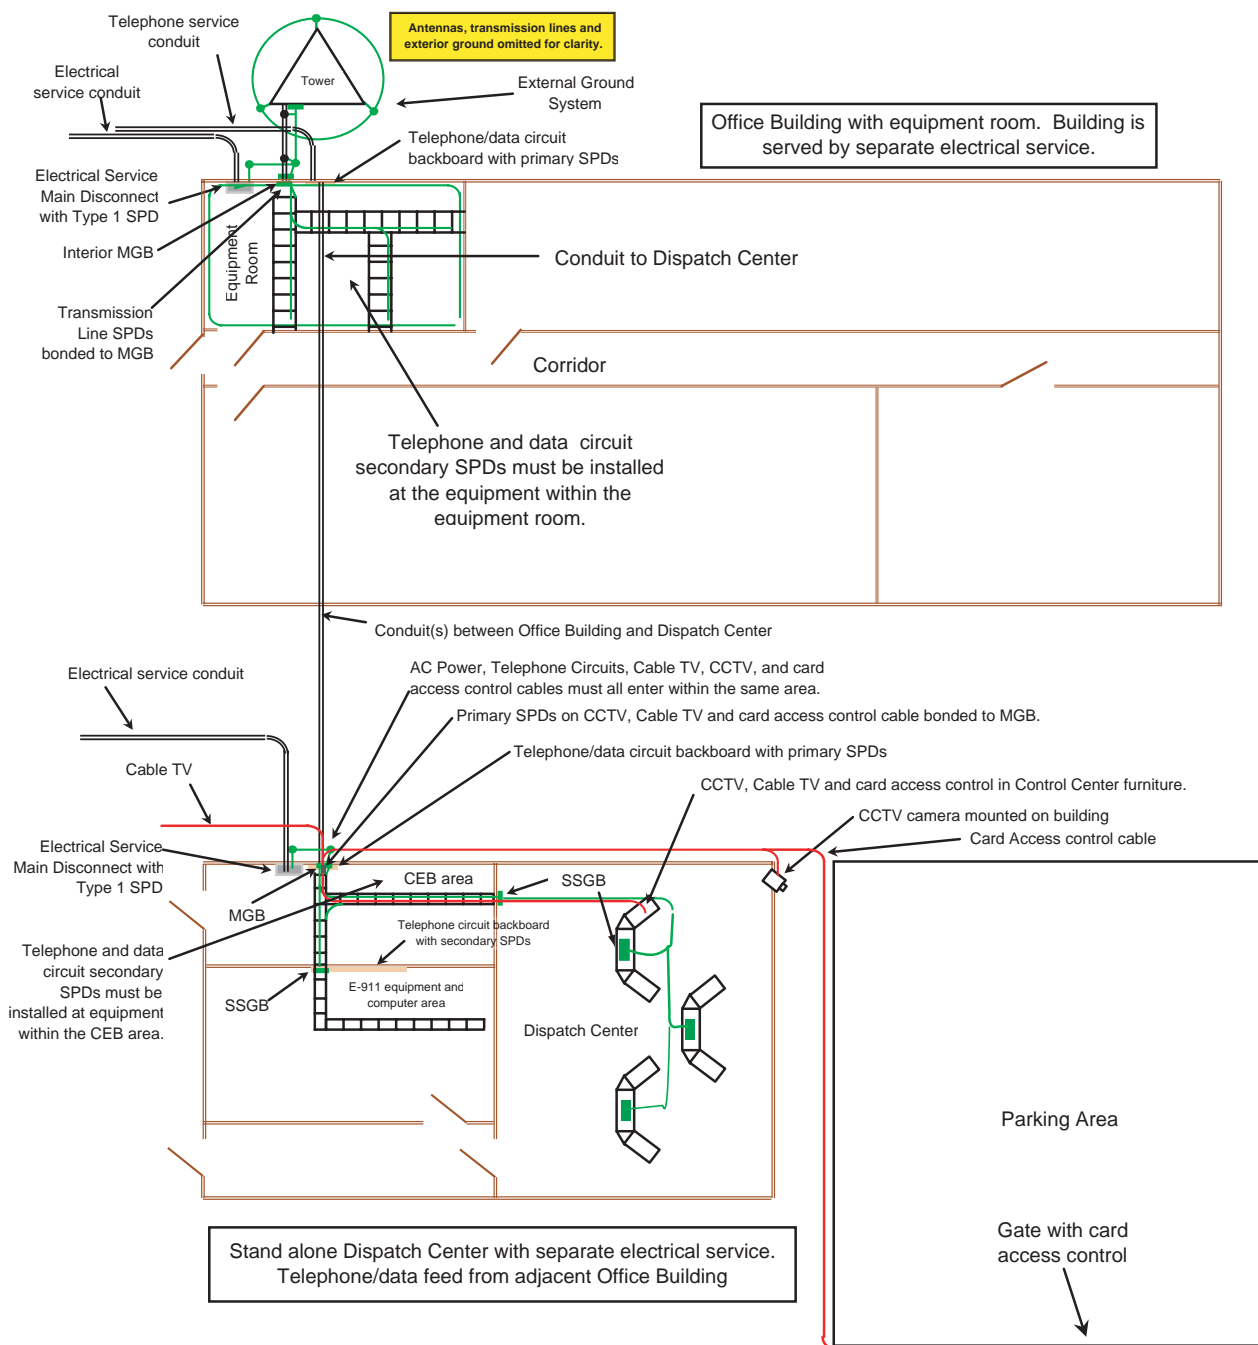 Telephone service
conduit
Antennas, transmission lines and
exterior ground omitted for clarity.
Electrical
service conduit
Tower
External Ground
System
Office Building with equipment room. Building is
served by separate electrical service.
Telephone/data circuit
backboard with primary SPDs
Electrical Service
Main Disconnect
with Type 1 SPD
Interior MGB
Equipment
Room
Conduit to Dispatch Center
Transmission
Line SPDs
bonded to MGB
Corridor
Telephone and data circuit
secondary SPDs must be installed
at the equipment within the
equipment room.
Conduit(s) between Office Building and Dispatch Center
Electrical service conduit
AC Power, Telephone Circuits, Cable TV, CCTV, and card
access control cables must all enter within the same area.
Primary SPDs on CCTV, Cable TV and card access control cable bonded to MGB.
Telephone/data circuit backboard with primary SPDs
Cable TV
CCTV, Cable TV and card access control in Control Center furniture.
CCTV camera mounted on building
Card Access control cable
Electrical Service
Main Disconnect with
Type 1 SPD
CEB area
SSGB
MGB
Telephone circuit backboard
with secondary SPDs
Telephone and data
circuit secondary
SPDs must be
installed at equipment
within the CEB area.
SSGB
E-911 equipment and
computer area
Dispatch Center
Parking Area
Gate with card
access control
Stand alone Dispatch Center with separate electrical service.
Telephone/data feed from adjacent Office Building